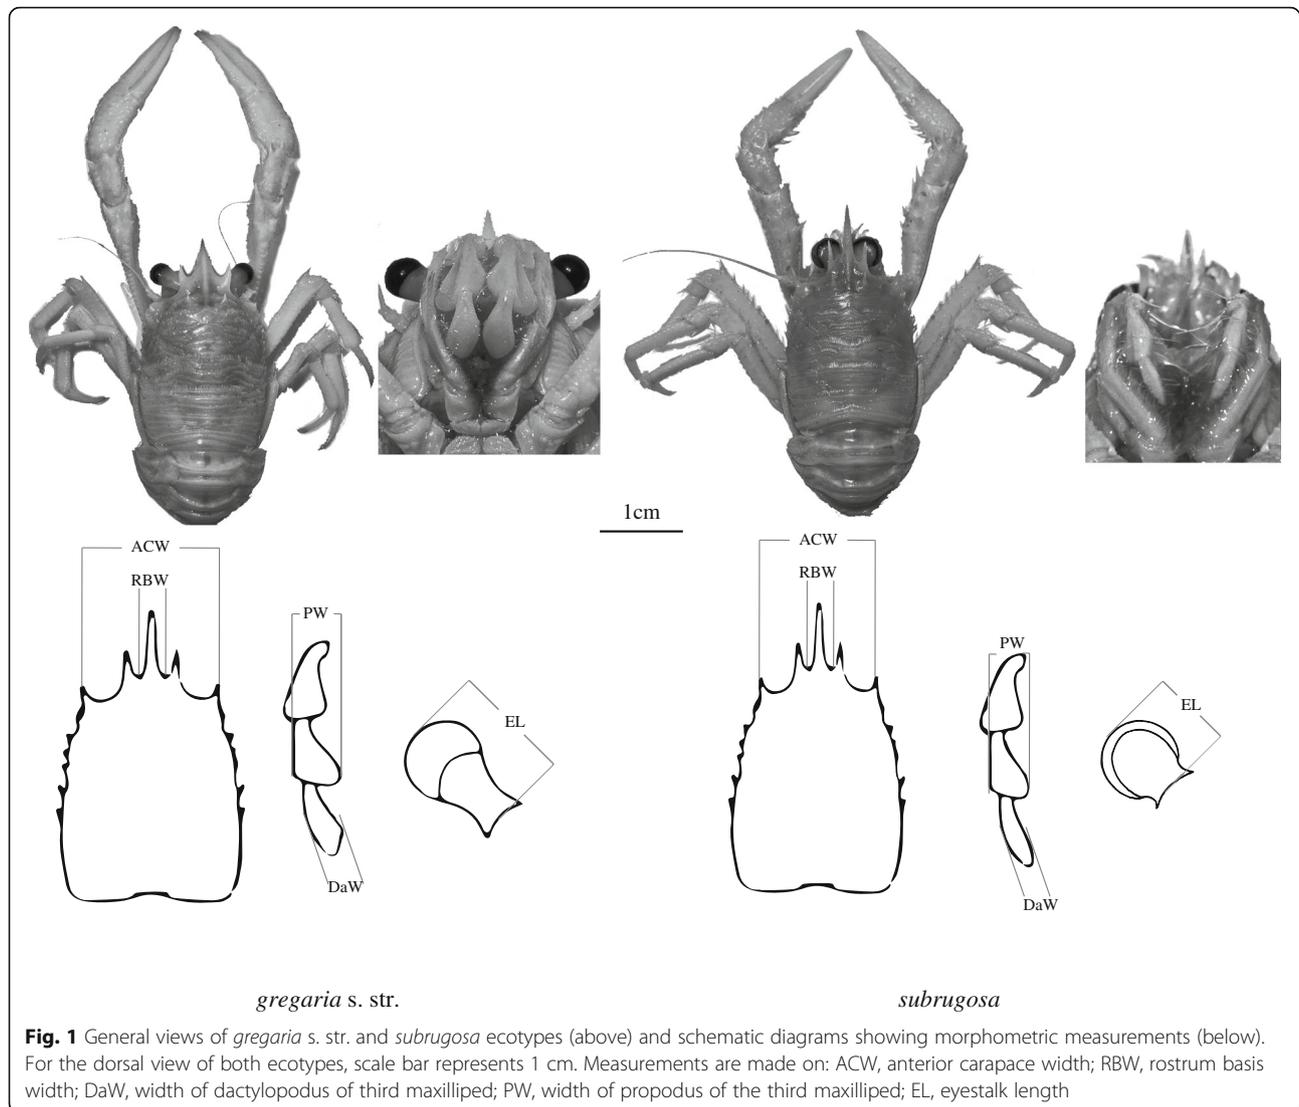 1cm
ACW
RBW
PW
EL
DaW
ACW
RBW
PW
EL
DaW
gregaria s. str.
subrugosa
Fig. 1 General views of gregaria s. str. and subrugosa ecotypes (above) and schematic diagrams showing morphometric measurements (below).
For the dorsal view of both ecotypes, scale bar represents 1 cm. Measurements are made on: ACW, anterior carapace width; RBW, rostrum basis
width; DaW, width of dactylopodus of third maxilliped; PW, width of propodus of the third maxilliped; EL, eyestalk length